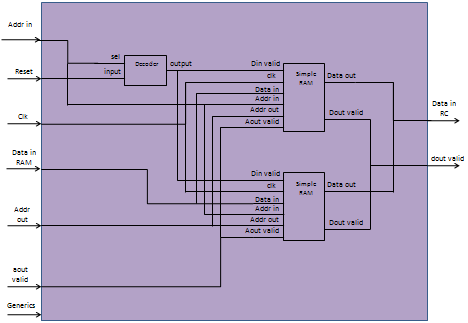 Addr in
sel
Decoder
output
Reset
input
Clk
Data in
RAM
Addr
out
aout
valid
Generics
Din valid
clk
Data in
Addr in
Addr out
Aout valid
Simple
RAM
Data out
Dout valid
Din valid
clk
Data in
Addr in
Addr out
Aout valid
Simple
RAM
Data out
Dout valid
Data in
RC
dout valid